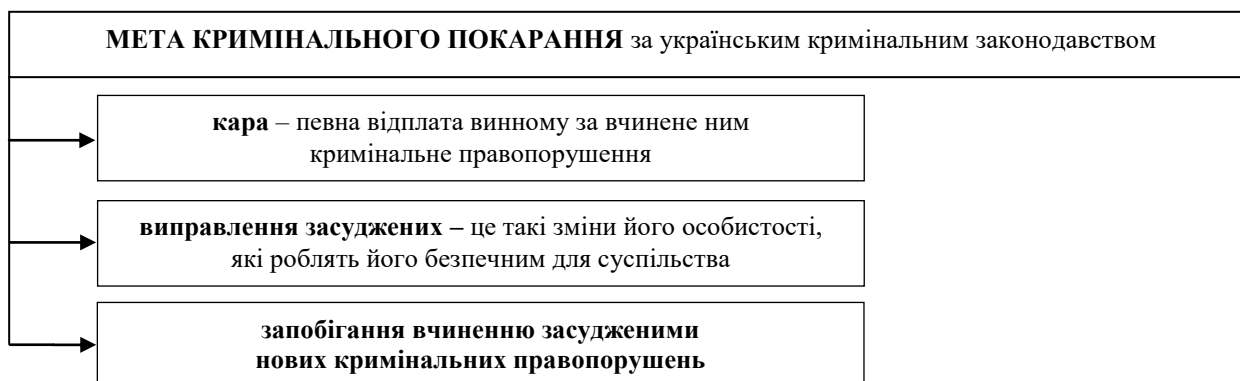 МЕТА КРИМІНАЛЬНОГО ПОКАРАННЯ за українським кримінальним законодавством
кара – певна відплата винному за вчинене ним
кримінальне правопорушення
виправлення засуджених – це такі зміни його особистості,
які роблять його безпечним для суспільства
запобігання вчиненню засудженими
нових кримінальних правопорушень